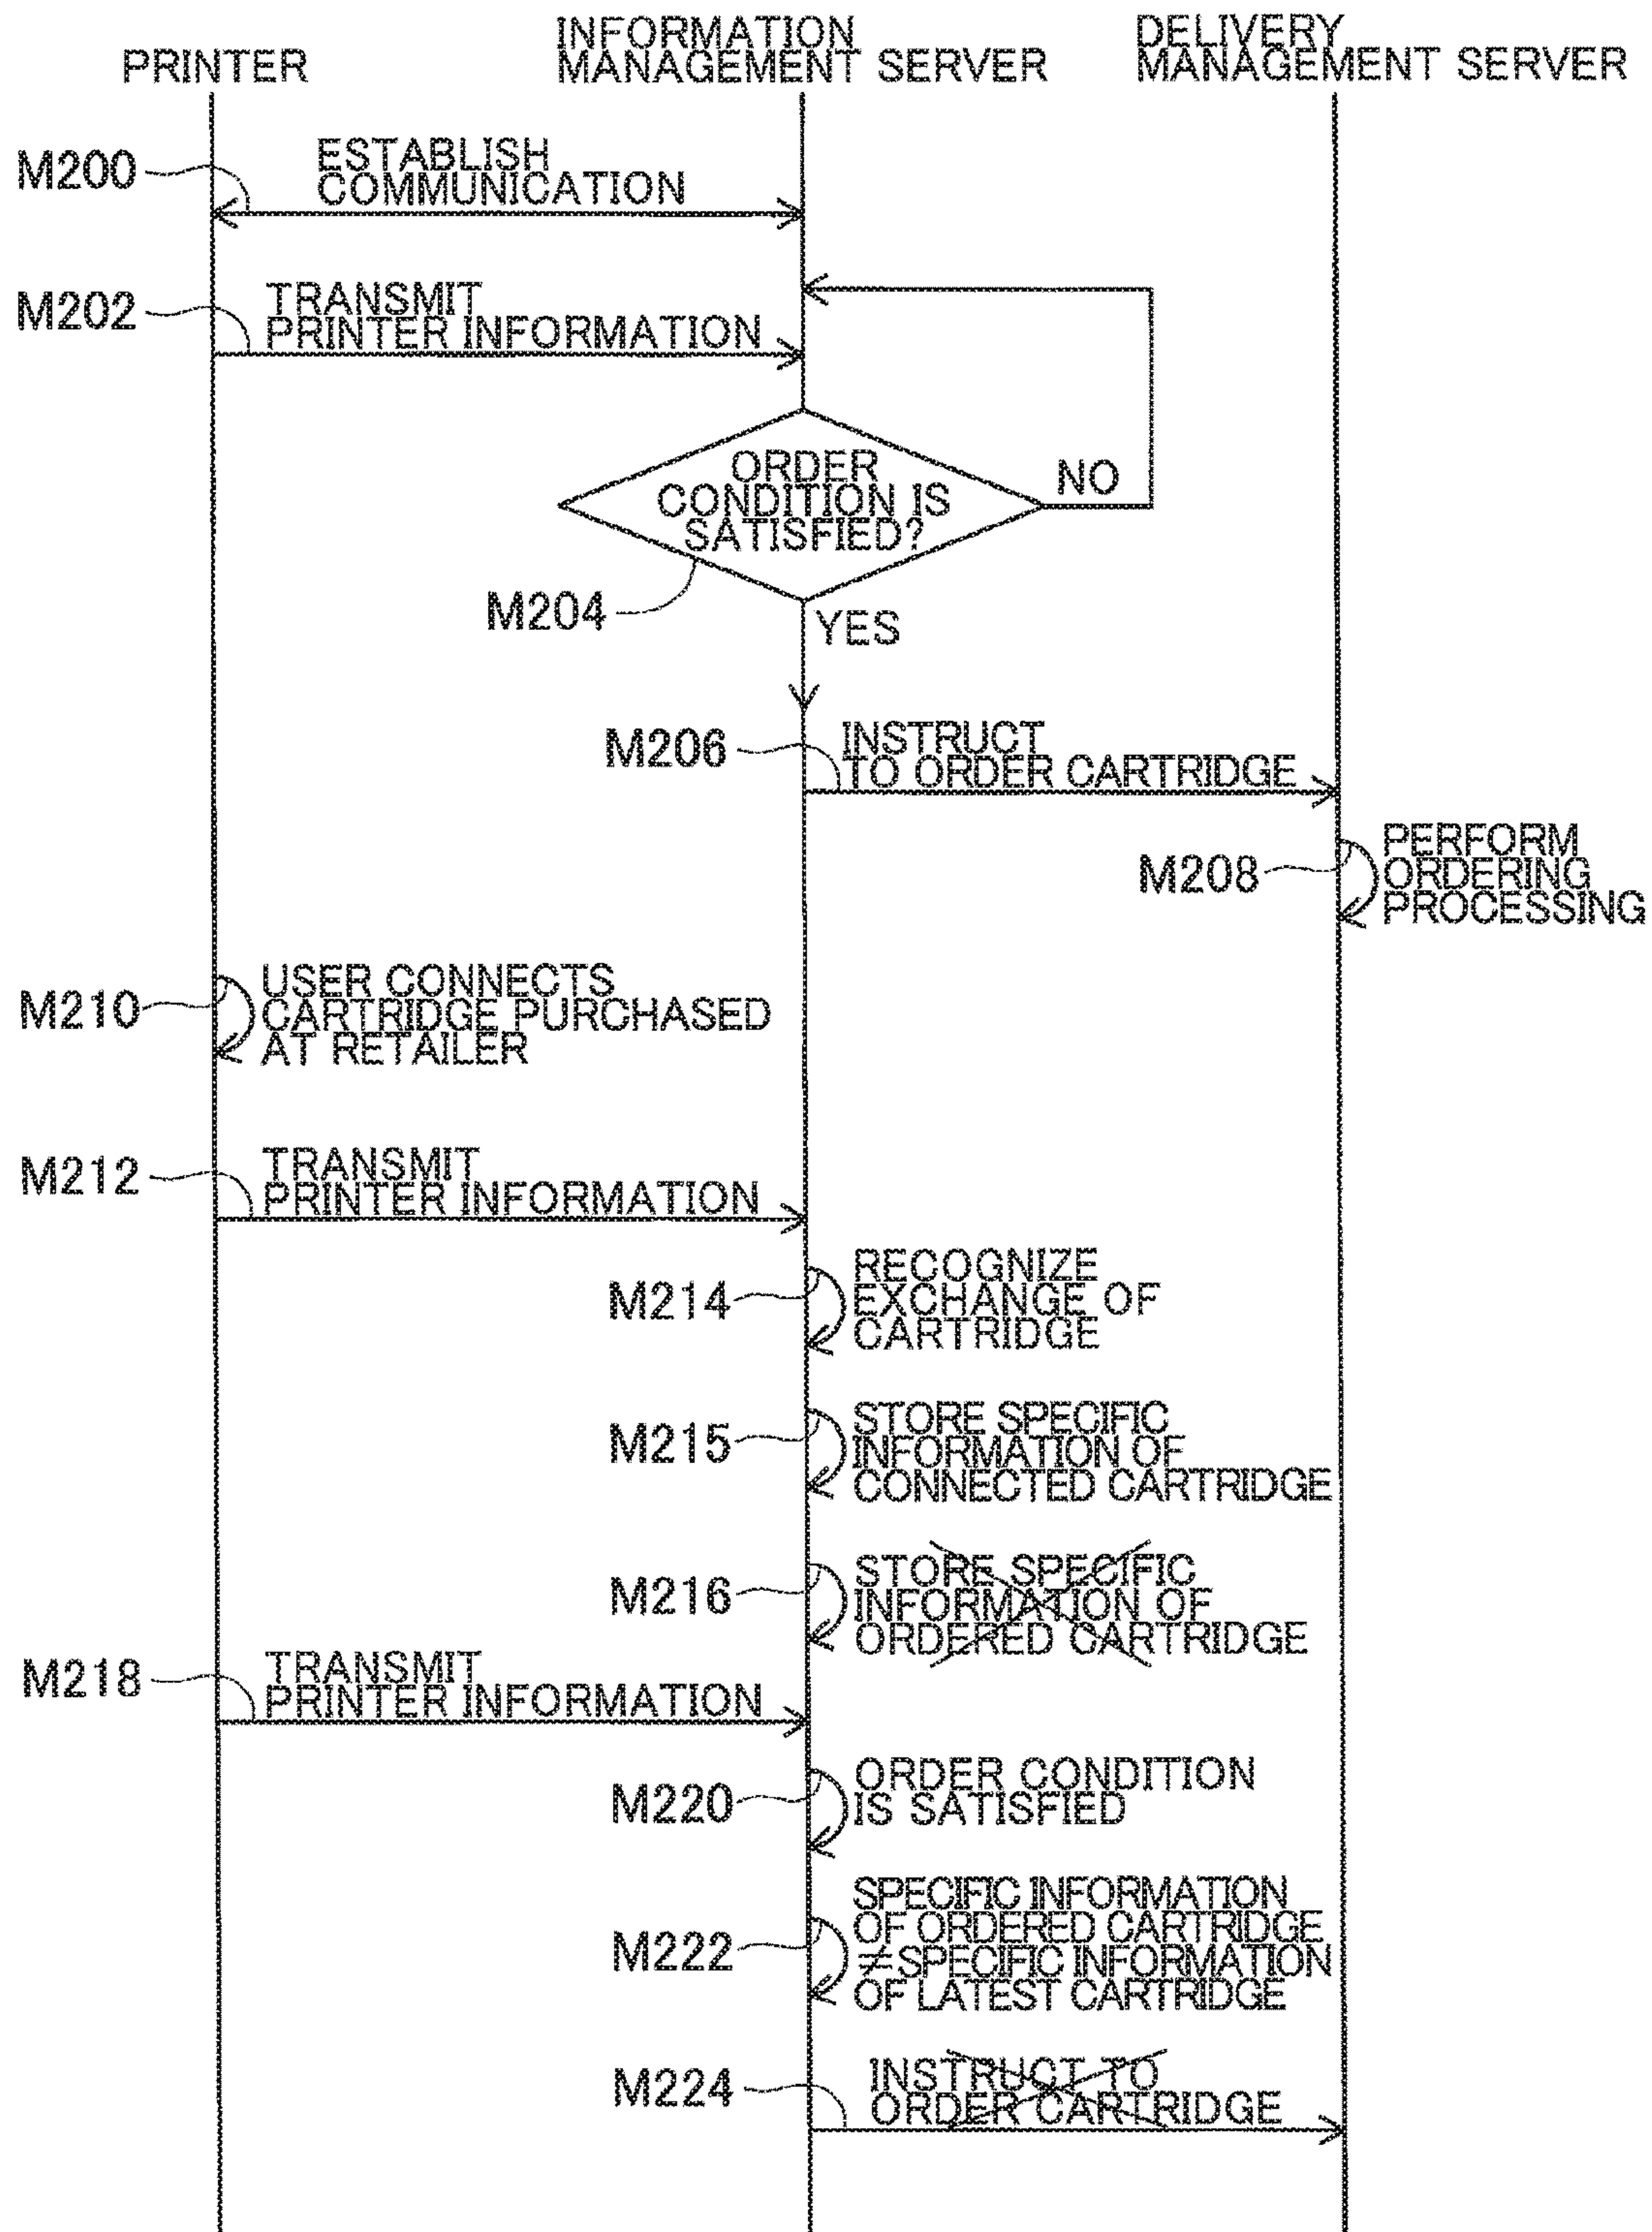 PRINTER
INFORMATION
MANAGEMENT SERVER
DELIVERY
MANAGEMENT SERVER
M200
ESTABLISH
COMMUNICATION
M202
TRANSMIT
PRINTER INFORMATION
ORDER
CONDITION IS
SATISFIED?
NO
M204
YES
M206
INSTRUCT
TO ORDER CARTRIDGE
M208
PERFORM
ORDERING
PROCESSING
M210
USER CONNECTS
CARTRIDGE PURCHASED
AT RETAILER
M212
TRANSMIT
PRINTER INFORMATION
M214
RECOGNIZE
EXCHANGE OF
CARTRIDGE
M215
STORE SPECIFIC
INFORMATION OF
CONNECTED CARTRIDGE
M216
STORE SPECIFIC
INFORMATION OF
ORDERED CARTRIDGE
M218
TRANSMIT
PRINTER INFORMATION
M220
ORDER CONDITION
IS SATISFIED
M222
SPECIFIC INFORMATION
OF ORDERED CARTRIDGE
≠SPECIFIC INFORMATION
OF LATEST CARTRIDGE
M224
INSTRUCT TO
ORDER CARTRIDGE